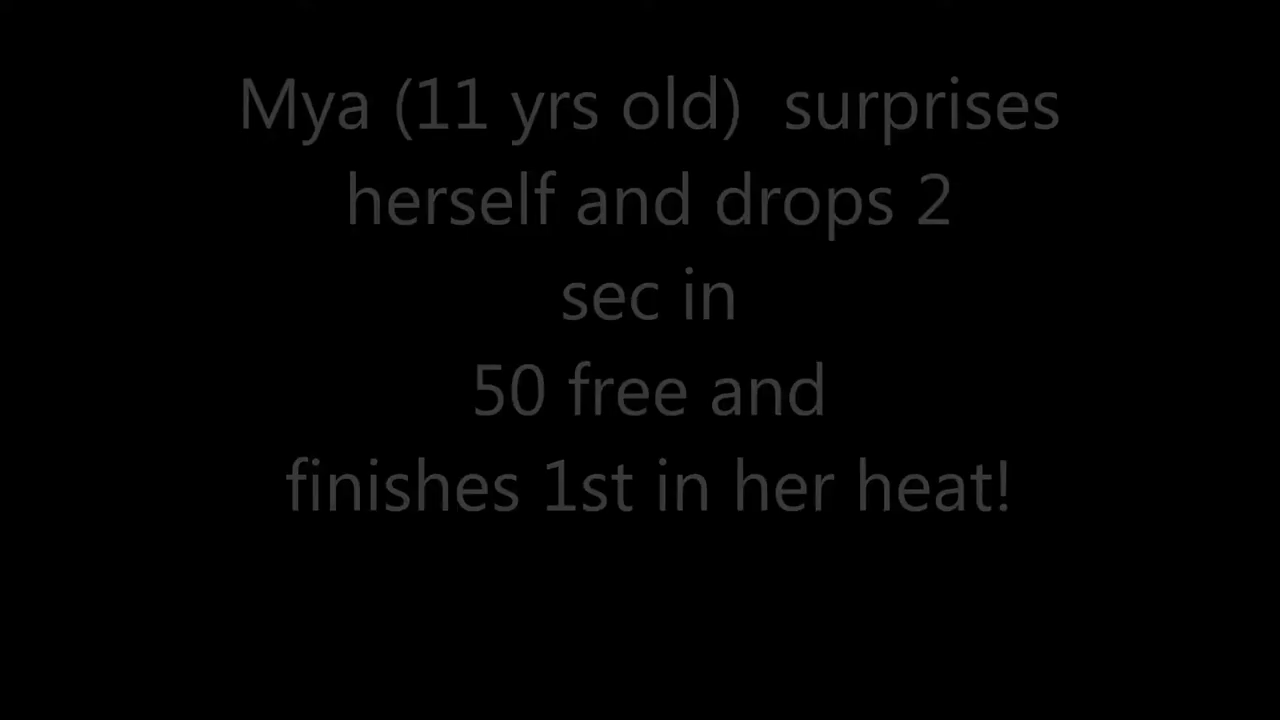 Mya (11 yrs old)  surprises
herself and drops 2
sec in
50 free and
finishes 1st in her heat!